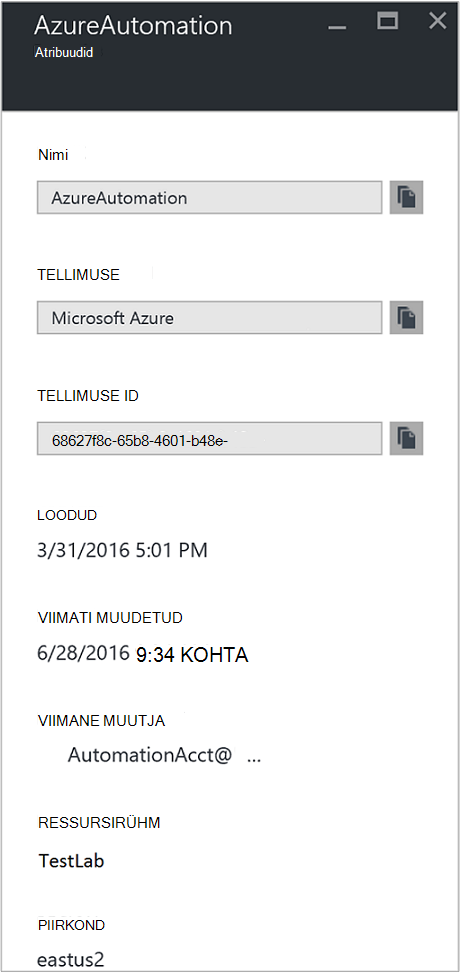 AzureAutomation
Atribuudid
Nimi
AzureAutomation
TELLIMUSE
Microsoft Azure
TELLIMUSE ID
68627f8c-65b8-4601-b48e-
LOODUD
3/31/2016 5:01 PM
VIIMATI MUUDETUD
6/28/2016 9:34 KOHTA
VIIMANE MUUTJA
AutomationAcct@ ...
RESSURSIRÜHM
TestLab
PIIRKOND
eastus2